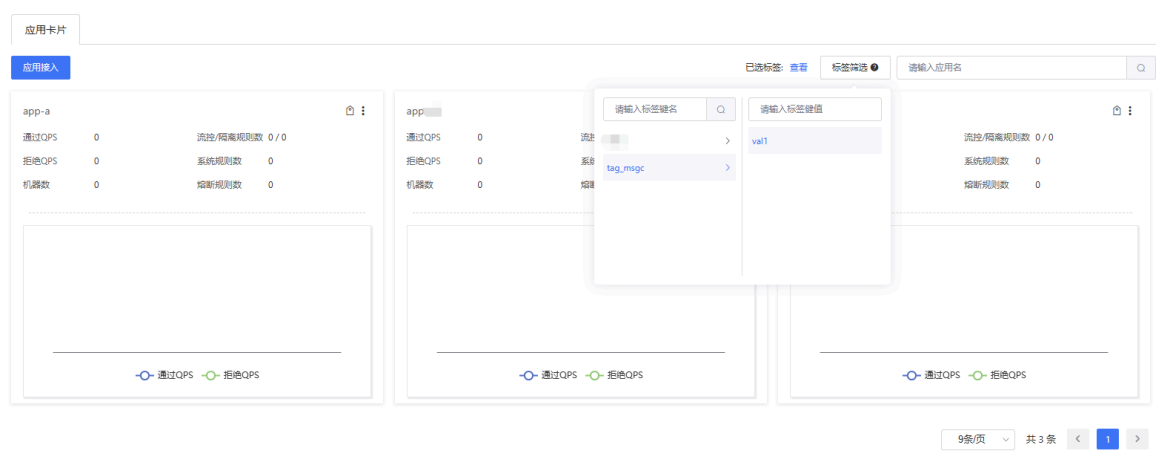 应用卡片
应用接入
已选标签: 查看 标签筛选 ? 请输入应用名
app-a
通过QPS 0 流控/隔离规则数 0 / 0
拒绝QPS 0 系统规则数 0
机器数 0 熔断规则数 0
通过QPS 拒绝QPS
app
通过QPS 0
拒绝QPS 0
机器数 0
通过QPS 拒绝QPS
请输入标签键名 请输入标签键值
val1
tag_msgc
流控/隔离规则数 0 / 0
系统规则数 0
熔断规则数 0
通过QPS 拒绝QPS
9条/页 共 3 条 < 1 >